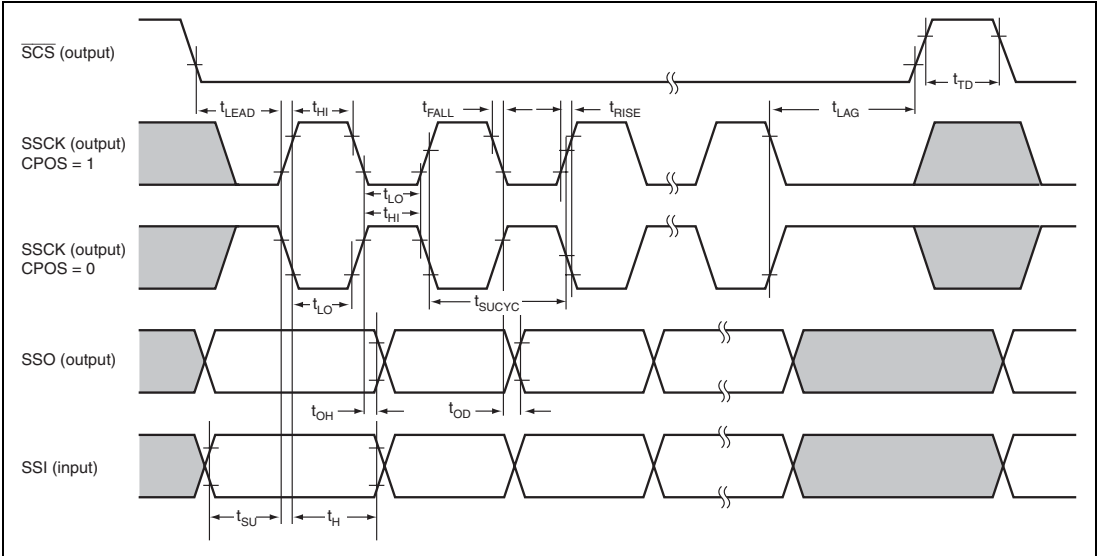 SCS (output)
tTD
tLEAD
tHI
tFALL
tRISE
tLAG
SSCK (output)
CPOS = 1
tLO
tHI
SSCK (output)
CPOS = 0
tLO
tSUCYC
SSO (output)
tOH
tOD
SSI (input)
tSU
tH